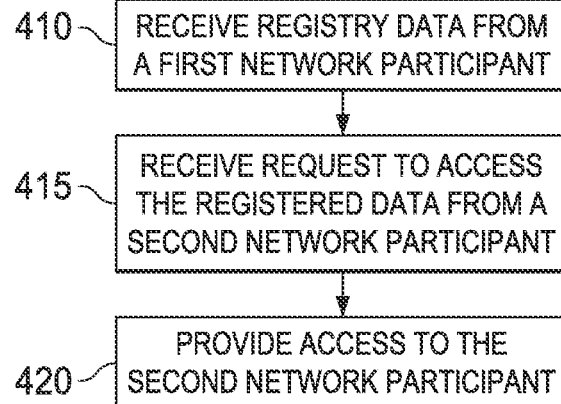 410
RECEIVE REGISTRY DATA FROM
A FIRST NETWORK PARTICIPANT
415
RECEIVE REQUEST TO ACCESS
THE REGISTERED DATA FROM A
SECOND NETWORK PARTICIPANT
420
PROVIDE ACCESS TO THE
SECOND NETWORK PARTICIPANT